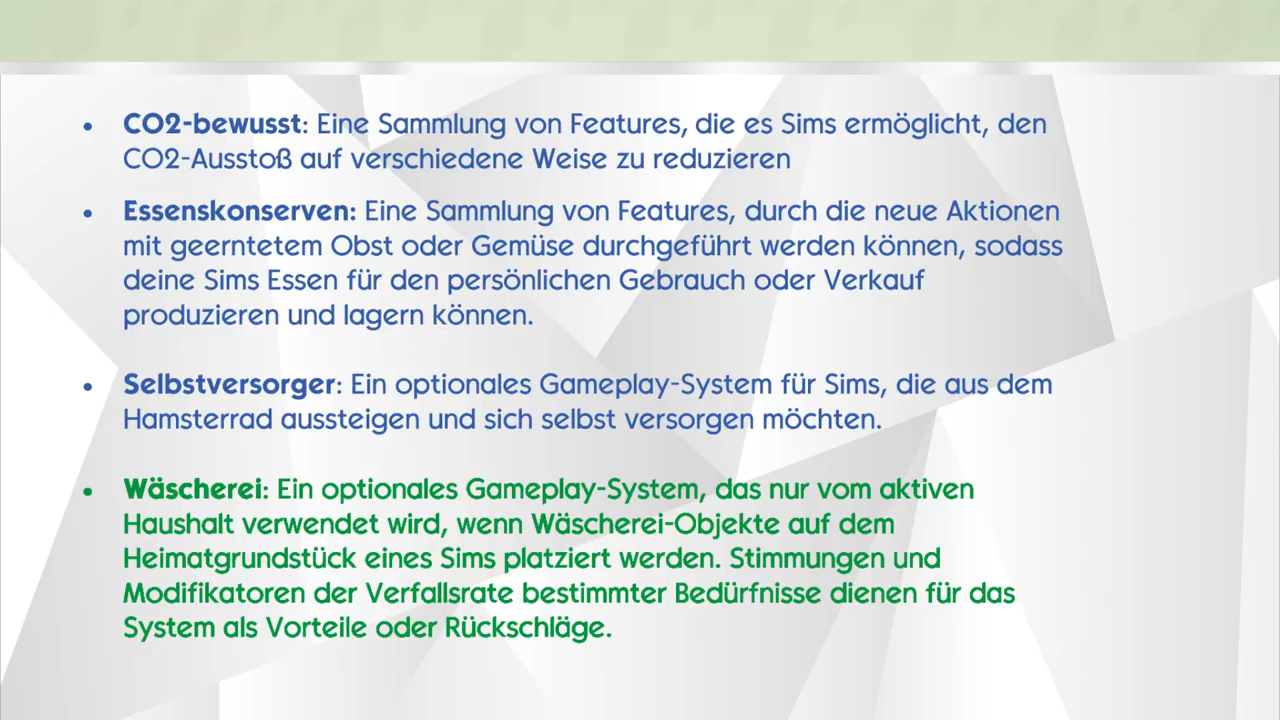 • CO2-bewusst: Eine Sammlung von Features, die es Sims ermöglicht, den
CO2-Ausstoß auf verschiedene Weise zu reduzieren
• Essenskonserven: Eine Sammlung von Features, durch die neue Aktionen
mit geerntetem Obst oder Gemüse durchgeführt werden können, sodass
deine Sims Essen für den persönlichen Gebrauch oder Verkauf
produzieren und lagern können.
• Selbstversorger: Ein optionales Gameplay-System für Sims, die aus dem
Hamsterrad aussteigen und sich selbst versorgen möchten.
• Wäscherei: Ein optionales Gameplay-System, das nur vom aktiven
Haushalt verwendet wird, wenn Wäscherei-Objekte auf dem
Heimatgrundstück eines Sims platziert werden. Stimmungen und
Modifikatoren der Verfallsrate bestimmter Bedürfnisse dienen für das
System als Vorteile oder Rückschläge.